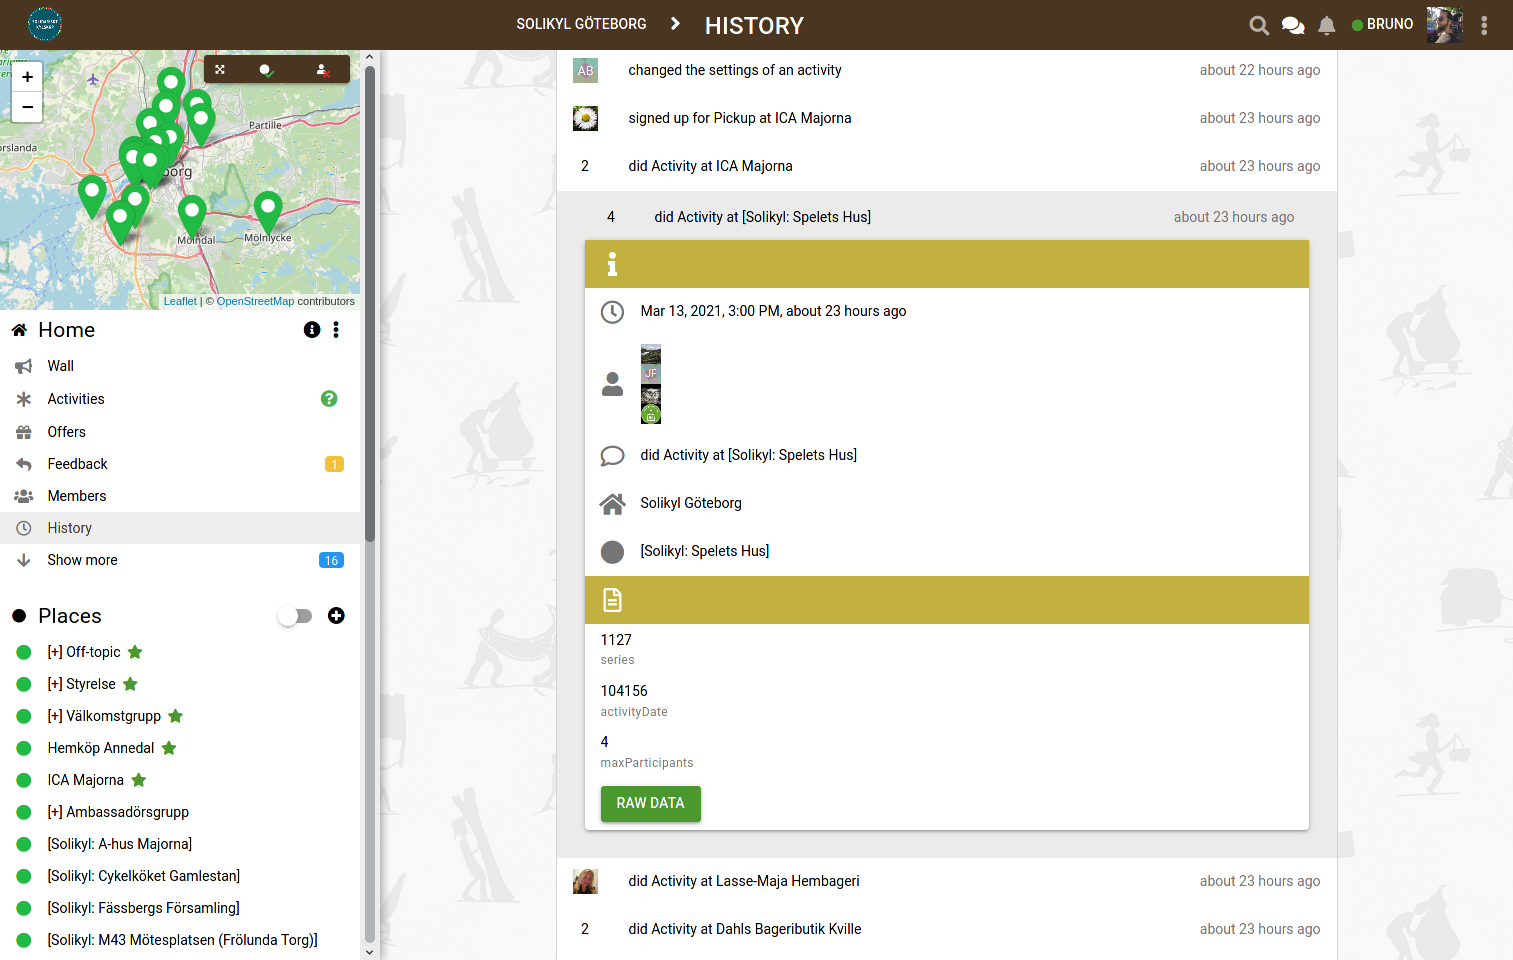 SOLIDARISKT
KYLSKAP
SOLIKYL GÖTEBORG
HISTORY
BRUNO
+
−
Partille
orslanda
borg
Mölndal
Mölnlycke
Leaflet | © OpenStreetMap contributors
Home
Wall
Activities
Offers
Feedback
1
Members
History
Show more
16
Places
[+] Off-topic
[+] Styrelse
[+] Välkomstgrupp
Hemköp Annedal
ICA Majorna
[+] Ambassadörsgrupp
[Solikyl: A-hus Majorna]
[Solikyl: Cykelköket Gamlestan]
[Solikyl: Fässbergs Församling]
[Solikyl: M43 Mötesplatsen (Frölunda Torg)]
AB changed the settings of an activity about 22 hours ago
signed up for Pickup at ICA Majorna about 23 hours ago
2 did Activity at ICA Majorna about 23 hours ago
4 did Activity at [Solikyl: Spelets Hus] about 23 hours ago
Mar 13, 2021, 3:00 PM, about 23 hours ago
JF
did Activity at [Solikyl: Spelets Hus]
Solikyl Göteborg
[Solikyl: Spelets Hus]
1127
series
104156
activityDate
4
maxParticipants
RAW DATA
did Activity at Lasse-Maja Hembageri about 23 hours ago
2 did Activity at Dahls Bageributik Kville about 23 hours ago